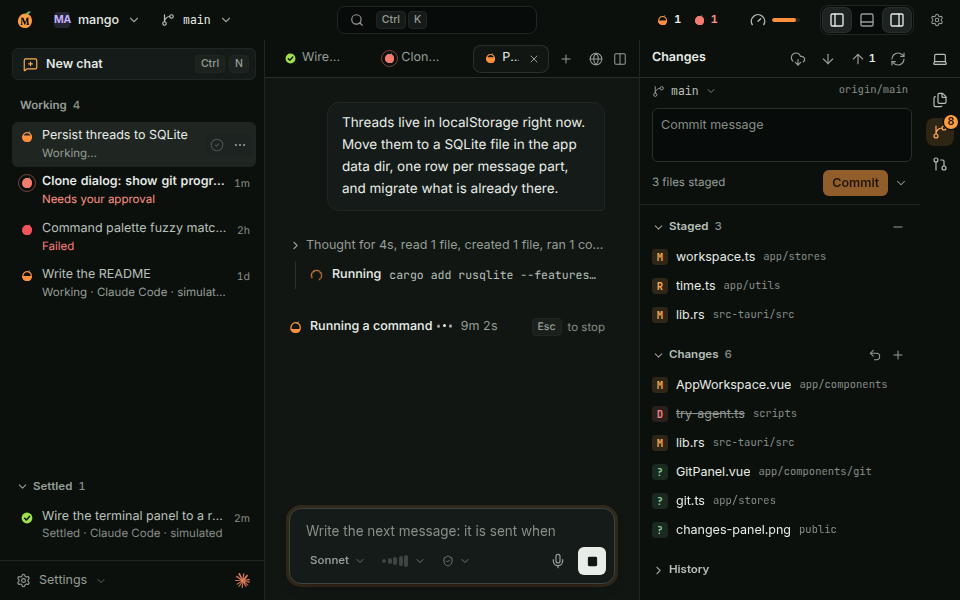 MA mango main Ctrl K 1 1
New chat Ctrl N
Working 4
Persist threads to SQLite
Working...
Clone dialog: show git progr... 1m
Needs your approval
Command palette fuzzy matc... 2h
Failed
Write the README 1d
Working · Claude Code · simulat...
Settled 1
Wire the terminal panel to a r... 2m
Settled · Claude Code · simulated
Settings
Wire... Clon... P...
Threads live in localStorage right now.
Move them to a SQLite file in the app
data dir, one row per message part,
and migrate what is already there.
Thought for 4s, read 1 file, created 1 file, ran 1 co...
Running cargo add rusqlite --features…
Running a command 9m 2s Esc to stop
Write the next message: it is sent when
Sonnet
Changes 1
main origin/main
Commit message
3 files staged Commit
Staged 3
M workspace.ts app/stores
R time.ts app/utils
M lib.rs src-tauri/src
Changes 6
M AppWorkspace.vue app/components
D try-agent.ts scripts
M lib.rs src-tauri/src
? GitPanel.vue app/components/git
? git.ts app/stores
? changes-panel.png public
History
8